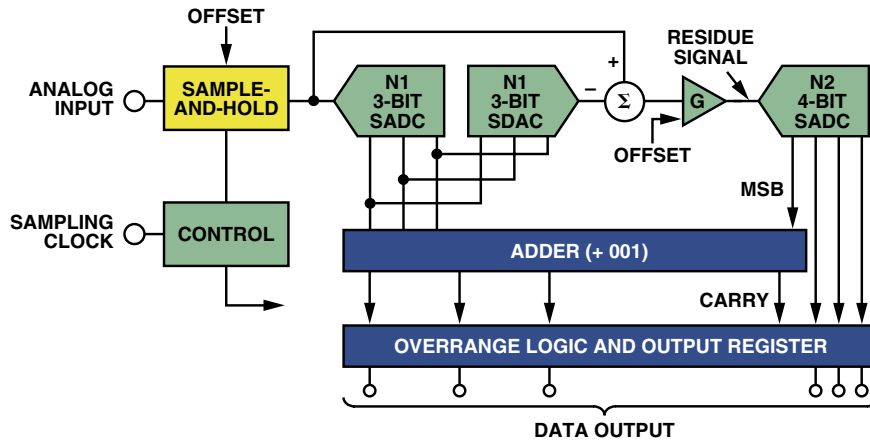 OFFSET
ANALOG
INPUT
SAMPLE-
AND-HOLD
N1
3-BIT
SADC
N1
3-BIT
SDAC
+
–
Σ
G
OFFSET
RESIDUE
SIGNAL
N2
4-BIT
SADC
MSB
SAMPLING
CLOCK
CONTROL
ADDER (+ 001)
CARRY
OVERRANGE LOGIC AND OUTPUT REGISTER
DATA OUTPUT